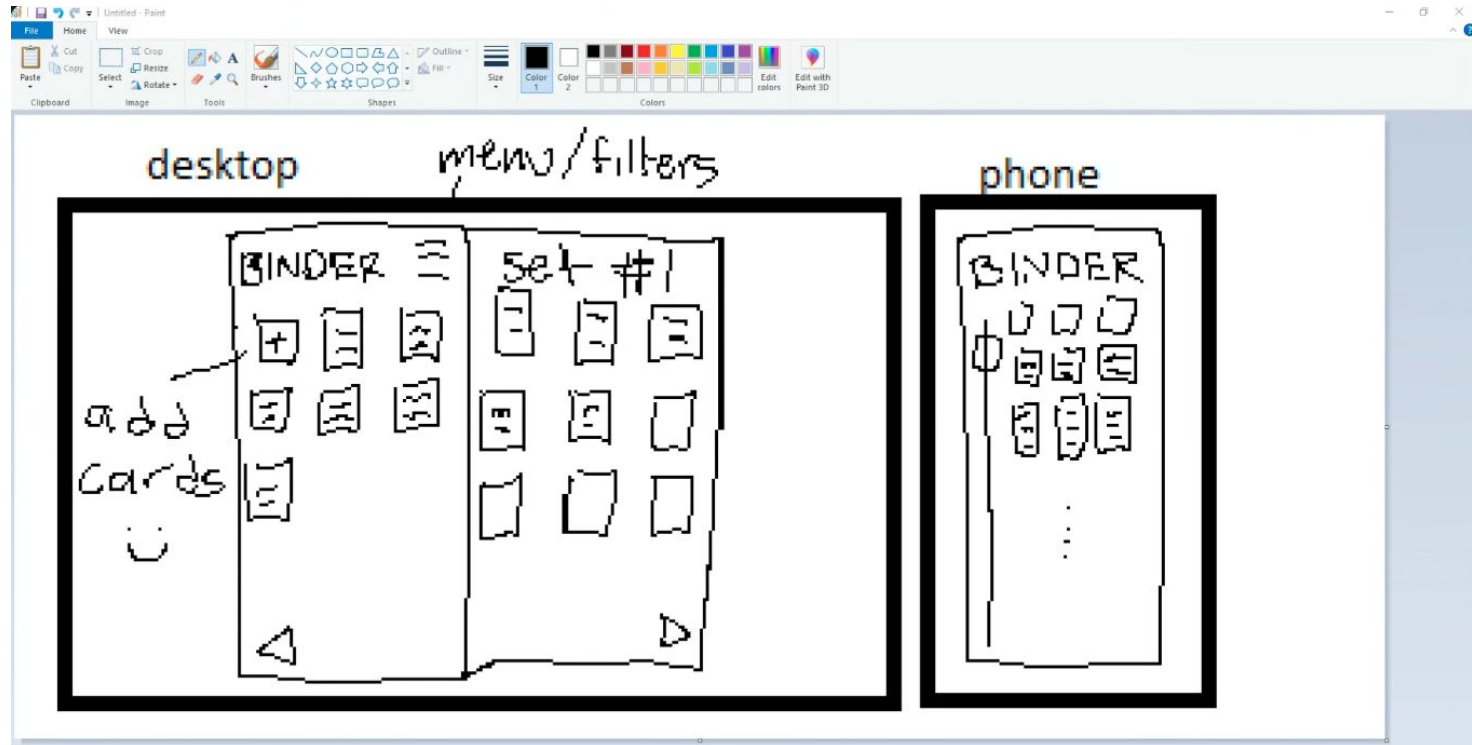 Untitled - Paint
File Home View
Paste
Cut
Copy
Clipboard
Select
Crop
Resize
Rotate
Image
A
Tools
Brushes
Shapes
Outline
Fill
Size
Color 1
Color 2
Edit colors
Edit with Paint 3D
Colors
desktop
menu/filters
phone
BINDER
Set #1
BINDER
add
cards